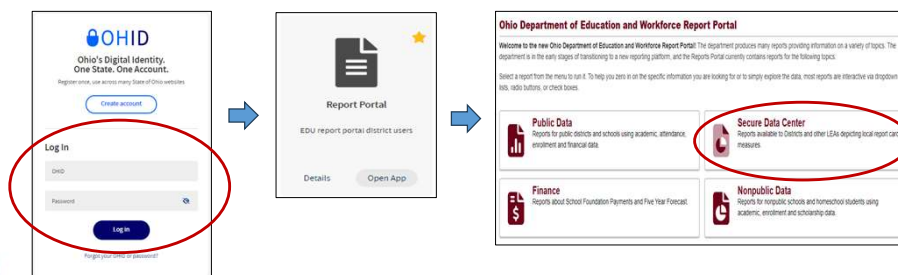 OHID
Ohio's Digital Identity.
One State. One Account.
Register once, use across many State of Ohio websites
Create account
Log In
OHID
Password
Log in
Forgot your OHID or password?
Report Portal
EDU report portal district users
Details
Open App
Ohio Department of Education and Workforce Report Portal
Welcome to the new Ohio Department of Education and Workforce Report Portal! The department produces many reports providing information on a variety of topics. The
department is in the early stages of transitioning to a new reporting platform, and the Reports Portal currently contains reports for the following topics:
Select a report from the menu to run it. To help you zero in on the specific information you are looking for or to simply explore the data, most reports are interactive via dropdown
lists, radio buttons, or check boxes.
Public Data
Reports for public districts and schools using academic, attendance,
enrollment and financial data.
Secure Data Center
Reports available to Districts and other LEAs depicting local report card
measures.
Finance
Reports about School Foundation Payments and Five Year Forecast.
Nonpublic Data
Reports for nonpublic schools and homeschool students using
academic, enrollment and scholarship data.